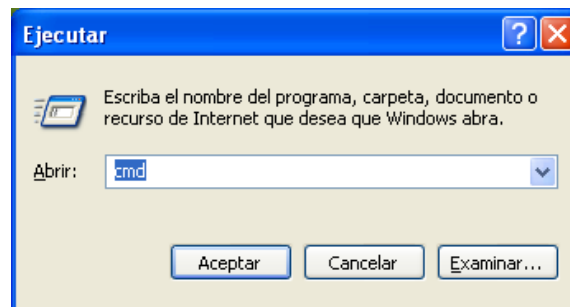 Ejecutar
Escriba el nombre del programa, carpeta, documento o
recurso de Internet que desea que Windows abra.
Abrir: cmd
Aceptar Cancelar Examinar...